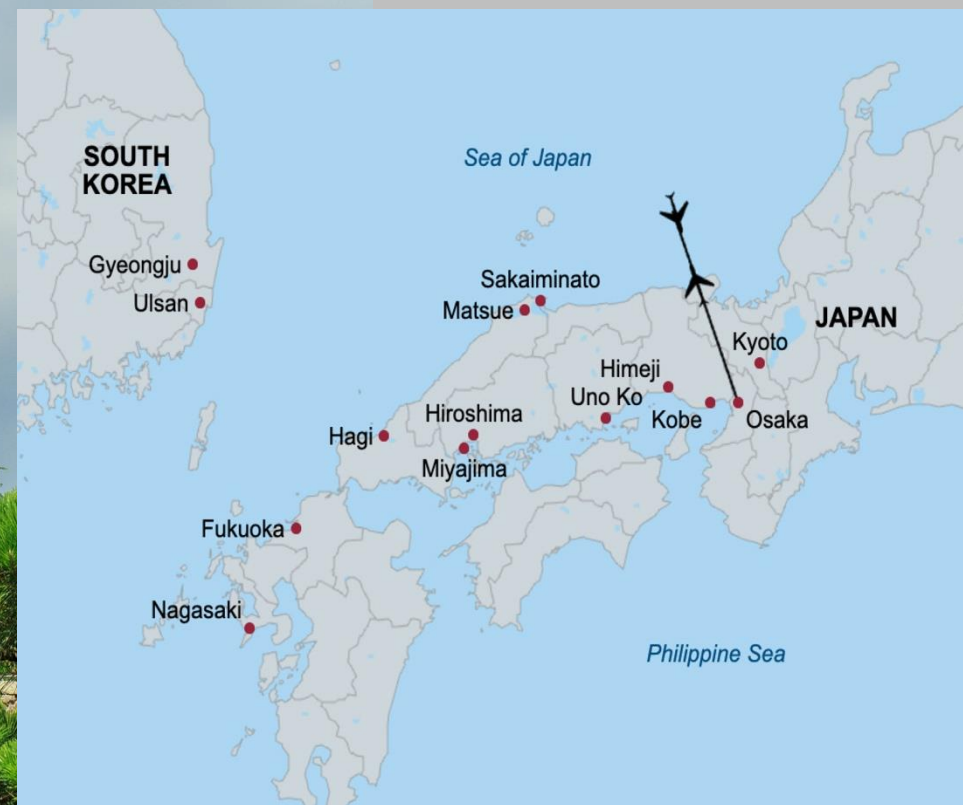 SOUTH
KOREA
Sea of Japan
Gyeongju
Ulsan
Sakaiminato
Matsue
JAPAN
Kyoto
Himeji
Uno Ko
Kobe
Osaka
Hagi
Hiroshima
Miyajima
Fukuoka
Nagasaki
Philippine Sea